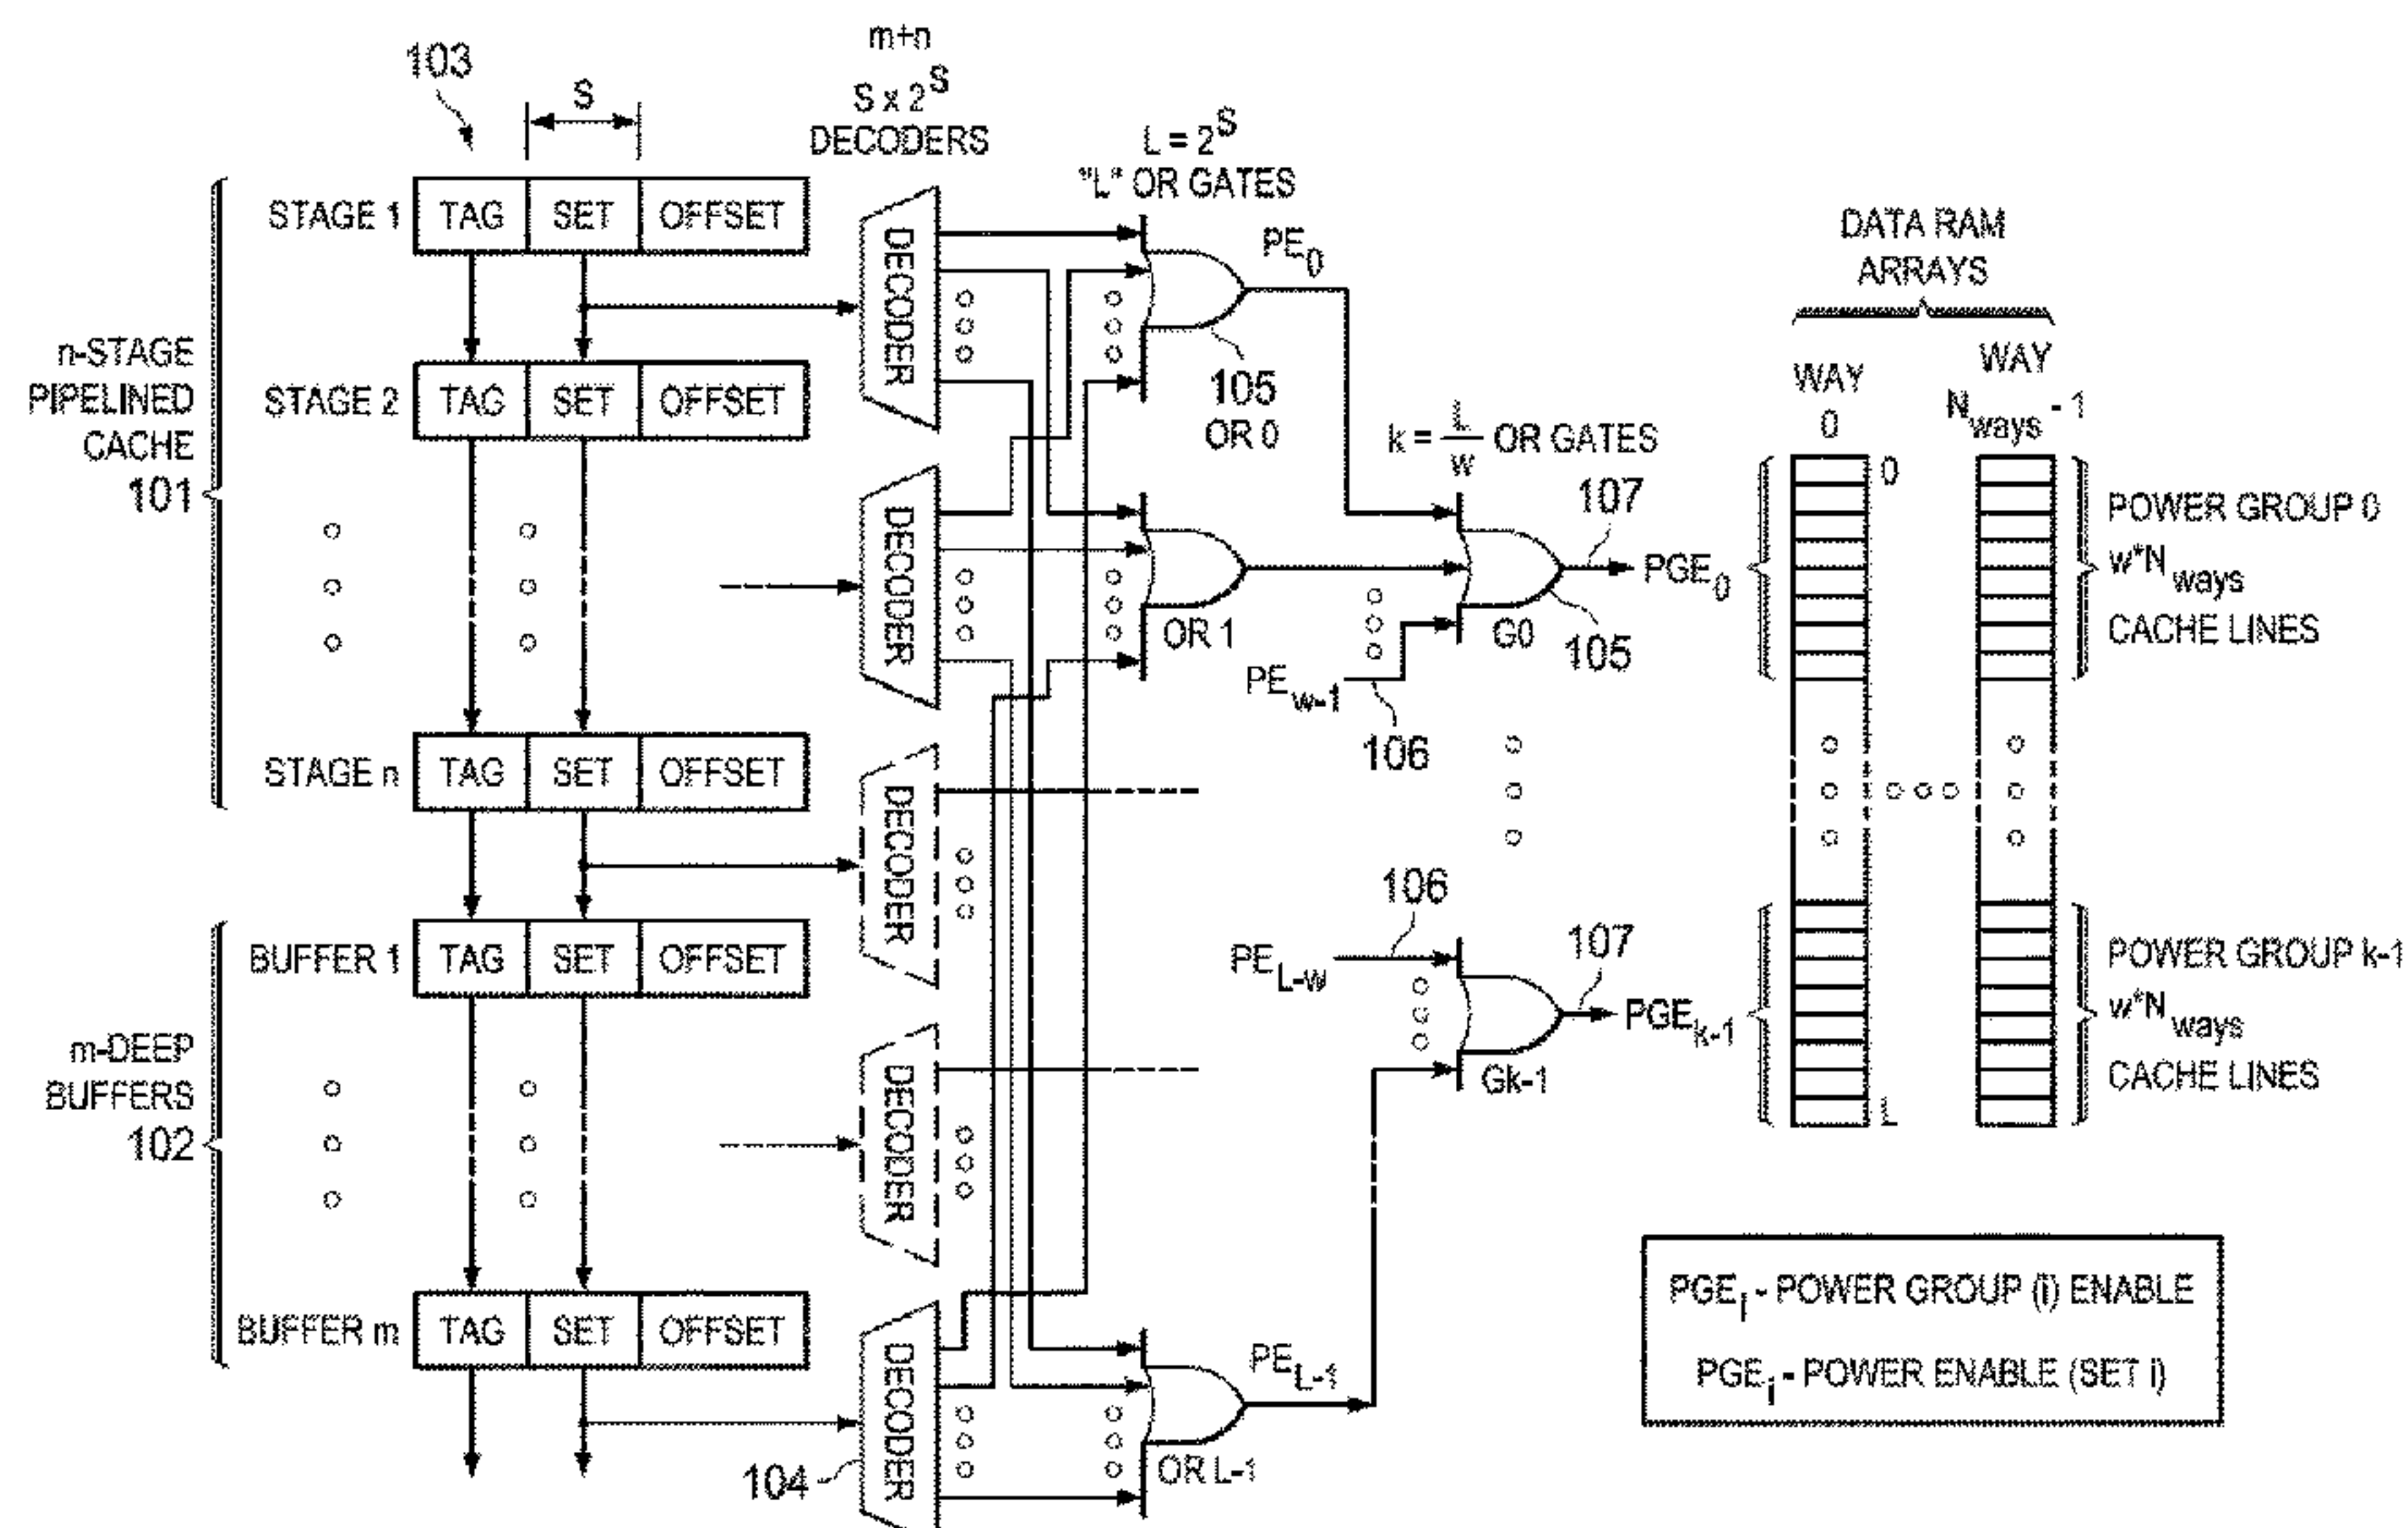 103
S
m+n
S x 2^S
DECODERS
L = 2^S
"L" OR GATES
STAGE 1 TAG SET OFFSET
DECODER
PE0
105
OR 0
n-STAGE
PIPELINED
CACHE
101
STAGE 2 TAG SET OFFSET
DECODER
OR 1
k = L/w OR GATES
107
PGE0
G0
105
PEw-1
106
DATA RAM
ARRAYS
WAY
0
WAY
Nways - 1
0
POWER GROUP 0
w*Nways
CACHE LINES
STAGE n TAG SET OFFSET
DECODER
m-DEEP
BUFFERS
102
BUFFER 1 TAG SET OFFSET
DECODER
106
PEL-w
107
PGEk-1
Gk-1
POWER GROUP k-1
w*Nways
CACHE LINES
L
BUFFER m TAG SET OFFSET
DECODER
104
PEL-1
OR L-1
PGEi - POWER GROUP (i) ENABLE
PGEi - POWER ENABLE (SET i)